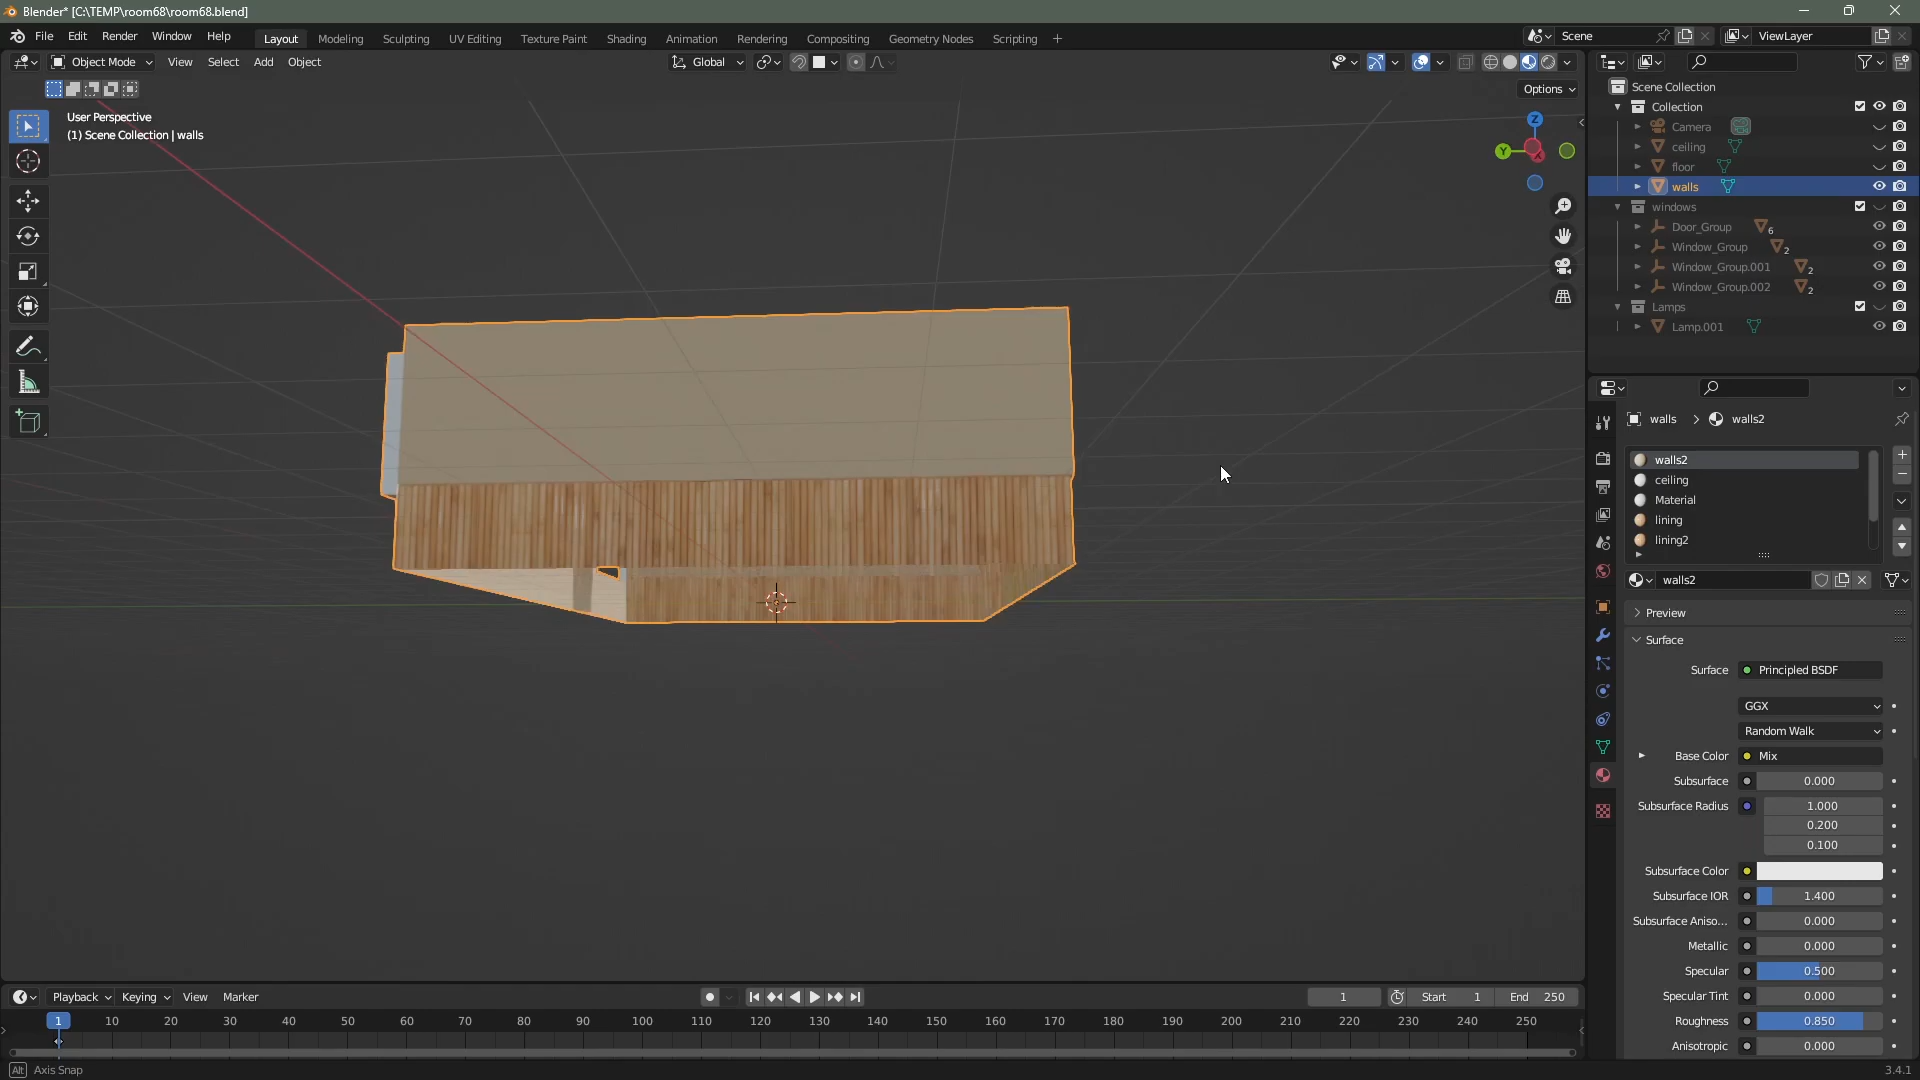 Blender* [C:\TEMP\room68\room68.blend]
File Edit Render Window Help Layout Modeling Sculpting UV Editing Texture Paint Shading Animation Rendering Compositing Geometry Nodes Scripting + Scene ViewLayer
Object Mode View Select Add Object Global
Options
User Perspective
(1) Scene Collection | walls
Z
Y
X
Scene Collection
Collection
Camera
ceiling
floor
walls
windows
Door_Group 6
Window_Group 2
Window_Group.001 2
Window_Group.002 2
Lamps
Lamp.001
walls > walls2
walls2
ceiling
Material
lining
lining2
walls2
Preview
Surface
Surface Principled BSDF
GGX
Random Walk
Base Color Mix
Subsurface 0.000
Subsurface Radius 1.000
0.200
0.100
Subsurface Color
Subsurface IOR 1.400
Subsurface Aniso... 0.000
Metallic 0.000
Specular 0.500
Specular Tint 0.000
Roughness 0.850
Anisotropic 0.000
Playback Keying View Marker 1 Start 1 End 250
1 10 20 30 40 50 60 70 80 90 100 110 120 130 140 150 160 170 180 190 200 210 220 230 240 250
Alt Axis Snap 3.4.1